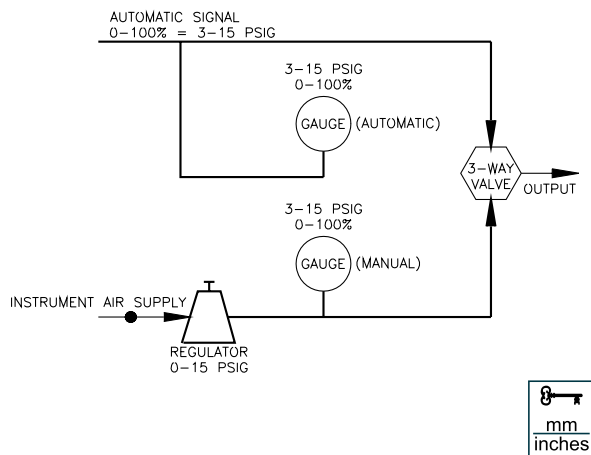 AUTOMATIC SIGNAL
0-100% = 3-15 PSIG
3-15 PSIG
0-100%
GAUGE (AUTOMATIC)
3-WAY
VALVE
OUTPUT
3-15 PSIG
0-100%
GAUGE (MANUAL)
INSTRUMENT AIR SUPPLY
REGULATOR
0-15 PSIG
mm
inches